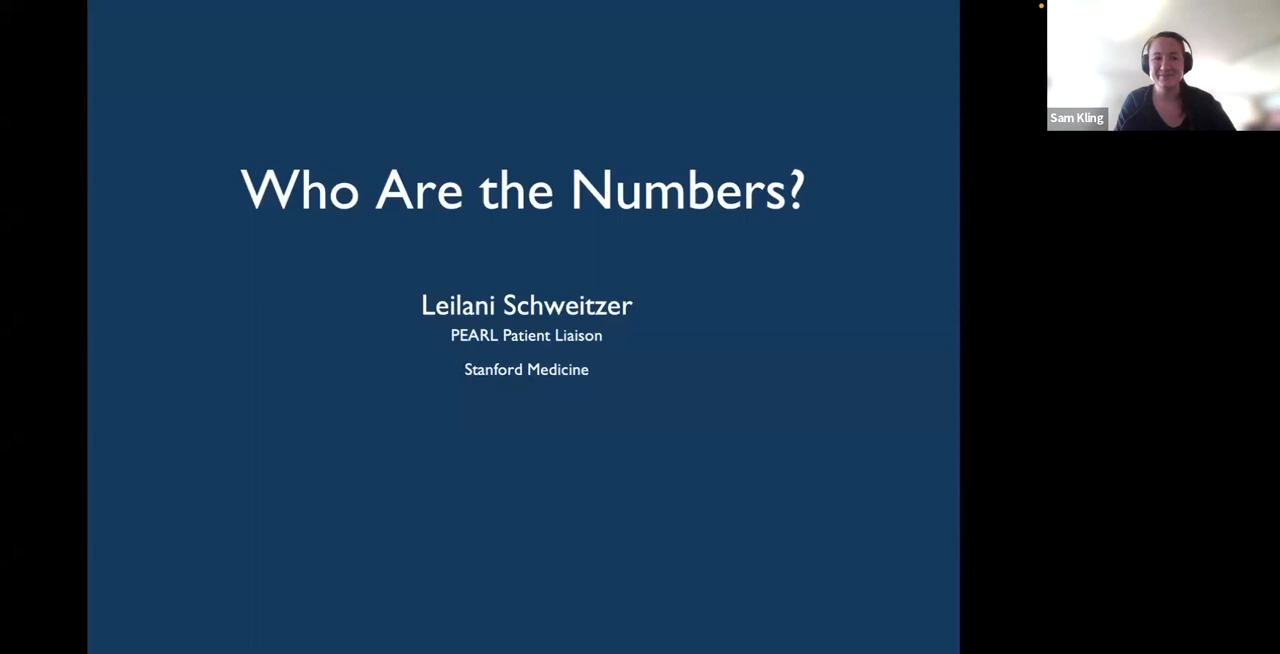 Who Are the Numbers?
Leilani Schweitzer
PEARL Patient Liaison
Stanford Medicine
Sam Kling